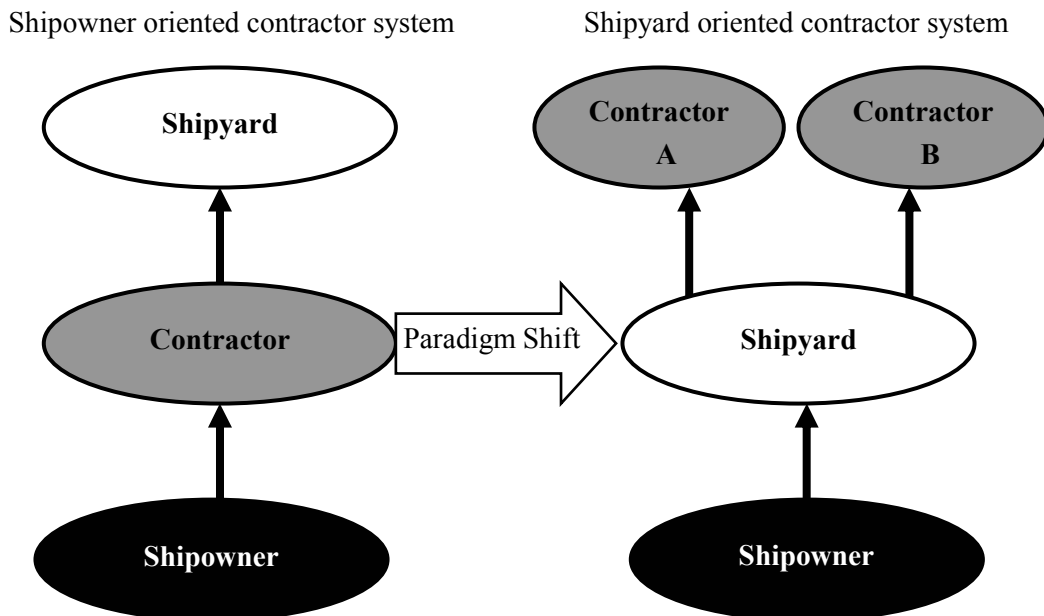 Shipowner oriented contractor system
Shipyard oriented contractor system
Shipyard
Contractor
A
Contractor
B
Contractor
Paradigm Shift
Shipyard
Shipowner
Shipowner